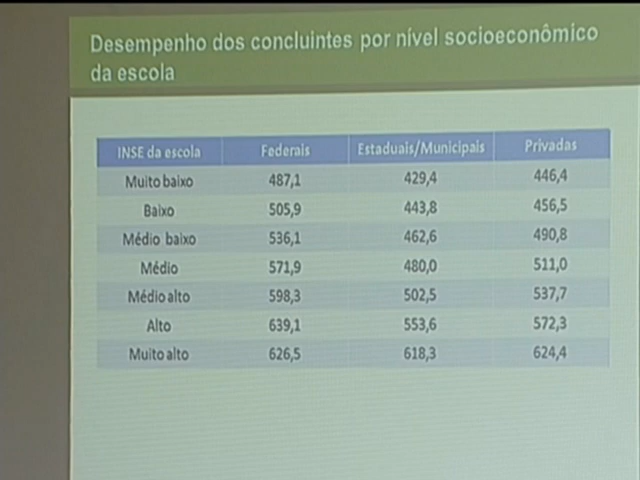 Desempenho dos concluintes por nível socioeconômico
da escola
INSE da escola Federais Estaduais/Municipais Privadas
Muito baixo 487,1 429,4 446,4
Baixo 505,9 443,8 456,5
Médio baixo 536,1 462,6 490,8
Médio 571,9 480,0 511,0
Médio alto 598,3 502,5 537,7
Alto 639,1 553,6 572,3
Muito alto 626,5 618,3 624,4